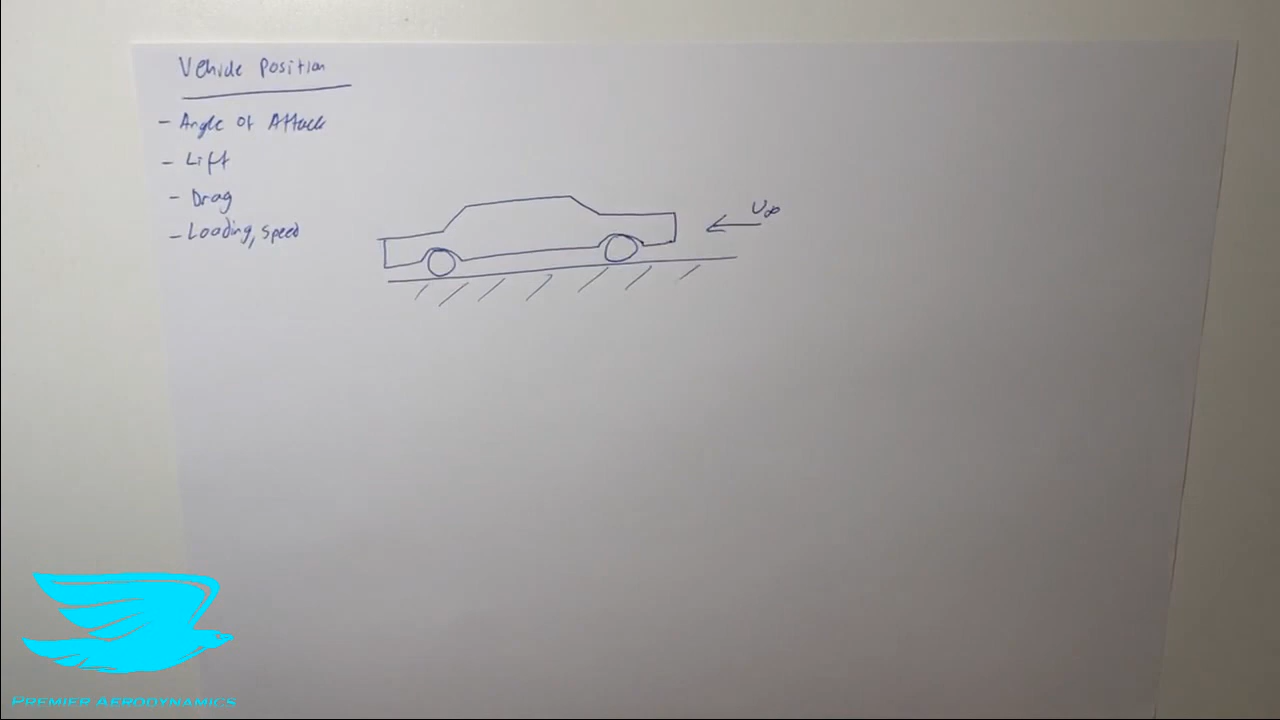 Vehicle Position
- Angle of Attack
- Lift
- Drag
- Loading, speed
U∞
PREMIER AERODYNAMICS